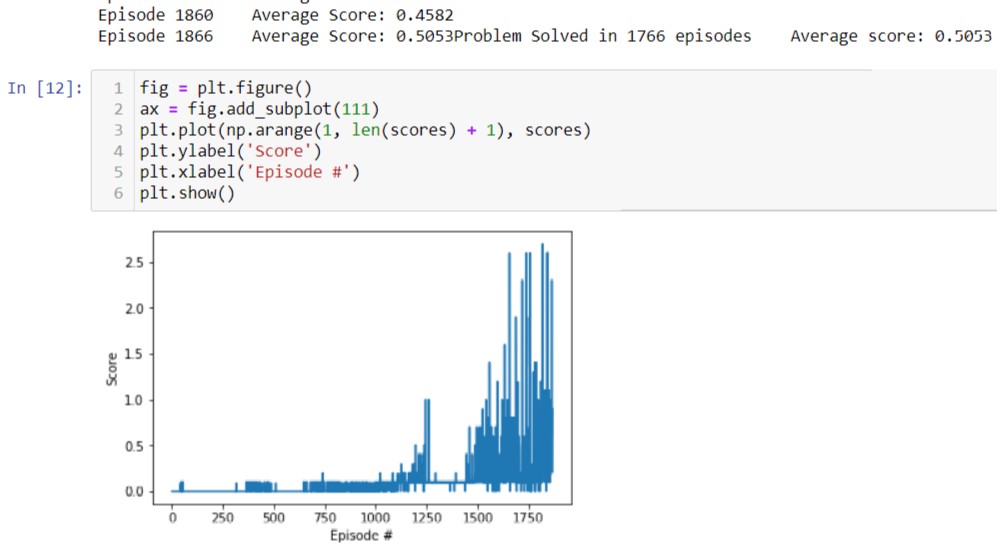 Episode 1860    Average Score: 0.4582
Episode 1866    Average Score: 0.5053Problem Solved in 1766 episodes    Average score: 0.5053
In [12]:
1 fig = plt.figure()
2 ax = fig.add_subplot(111)
3 plt.plot(np.arange(1, len(scores) + 1), scores)
4 plt.ylabel('Score')
5 plt.xlabel('Episode #')
6 plt.show()
2.5
2.0
1.5
1.0
0.5
0.0
Score
0 250 500 750 1000 1250 1500 1750
Episode #